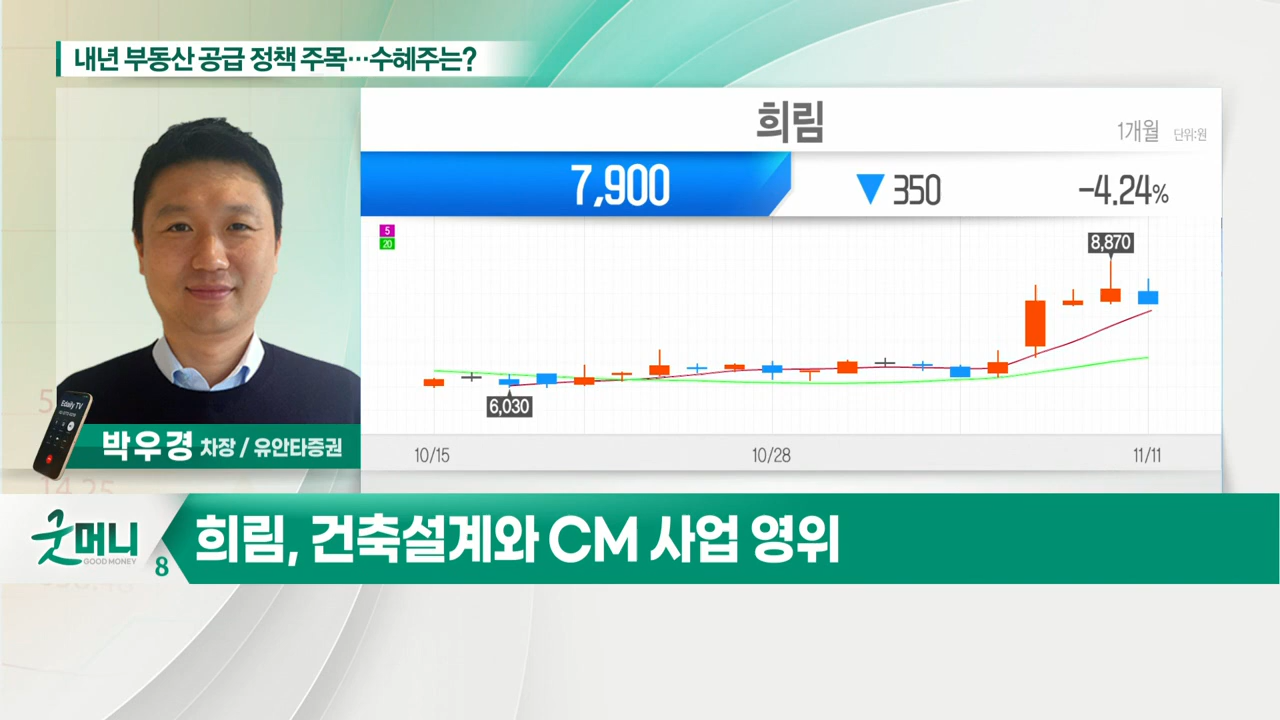 내년 부동산 공급 정책 주목…수혜주는?
희림
1개월 단위:원
7,900 ▼ 350 -4.24%
5
20
8,870
6,030
10/15 10/28 11/11
Edaily TV
박우경 차장 / 유안타증권
굿머니
GOOD MONEY
8
희림, 건축설계와 CM 사업 영위